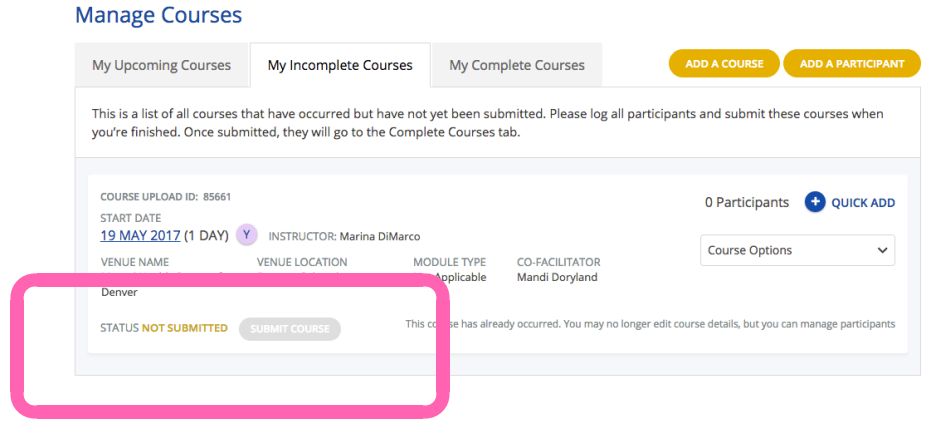 Manage Courses
My Upcoming Courses
My Incomplete Courses
My Complete Courses
ADD A COURSE
ADD A PARTICIPANT
This is a list of all courses that have occurred but have not yet been submitted. Please log all participants and submit these courses when
you're finished. Once submitted, they will go to the Complete Courses tab.
COURSE UPLOAD ID: 85661
0 Participants
+ QUICK ADD
START DATE
19 MAY 2017 (1 DAY) Y INSTRUCTOR: Marina DiMarco
Course Options
VENUE NAME
VENUE LOCATION
MODULE TYPE
CO-FACILITATOR
Applicable
Mandi Doryland
Denver
STATUS NOT SUBMITTED
SUBMIT COURSE
This has already occurred. You may no longer edit course details, but you can manage participants